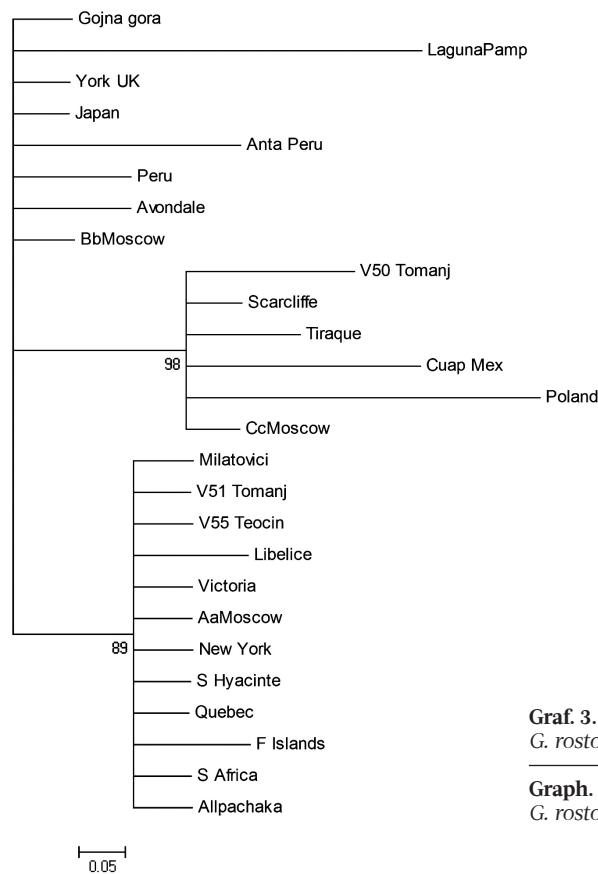 Gojna gora
LagunaPamp
York UK
Japan
Anta Peru
Peru
Avondale
BbMoscow
V50 Tomanj
Scarcliffe
Tiraque
98
Cuap Mex
Poland
CcMoscow
Milatovici
V51 Tomanj
V55 Teocin
Libelice
Victoria
AaMoscow
89
New York
S Hyacinte
Quebec
F Islands
S Africa
Allpachaka
0.05
Graf. 3.
G. rosto
Graph.
G. rosto